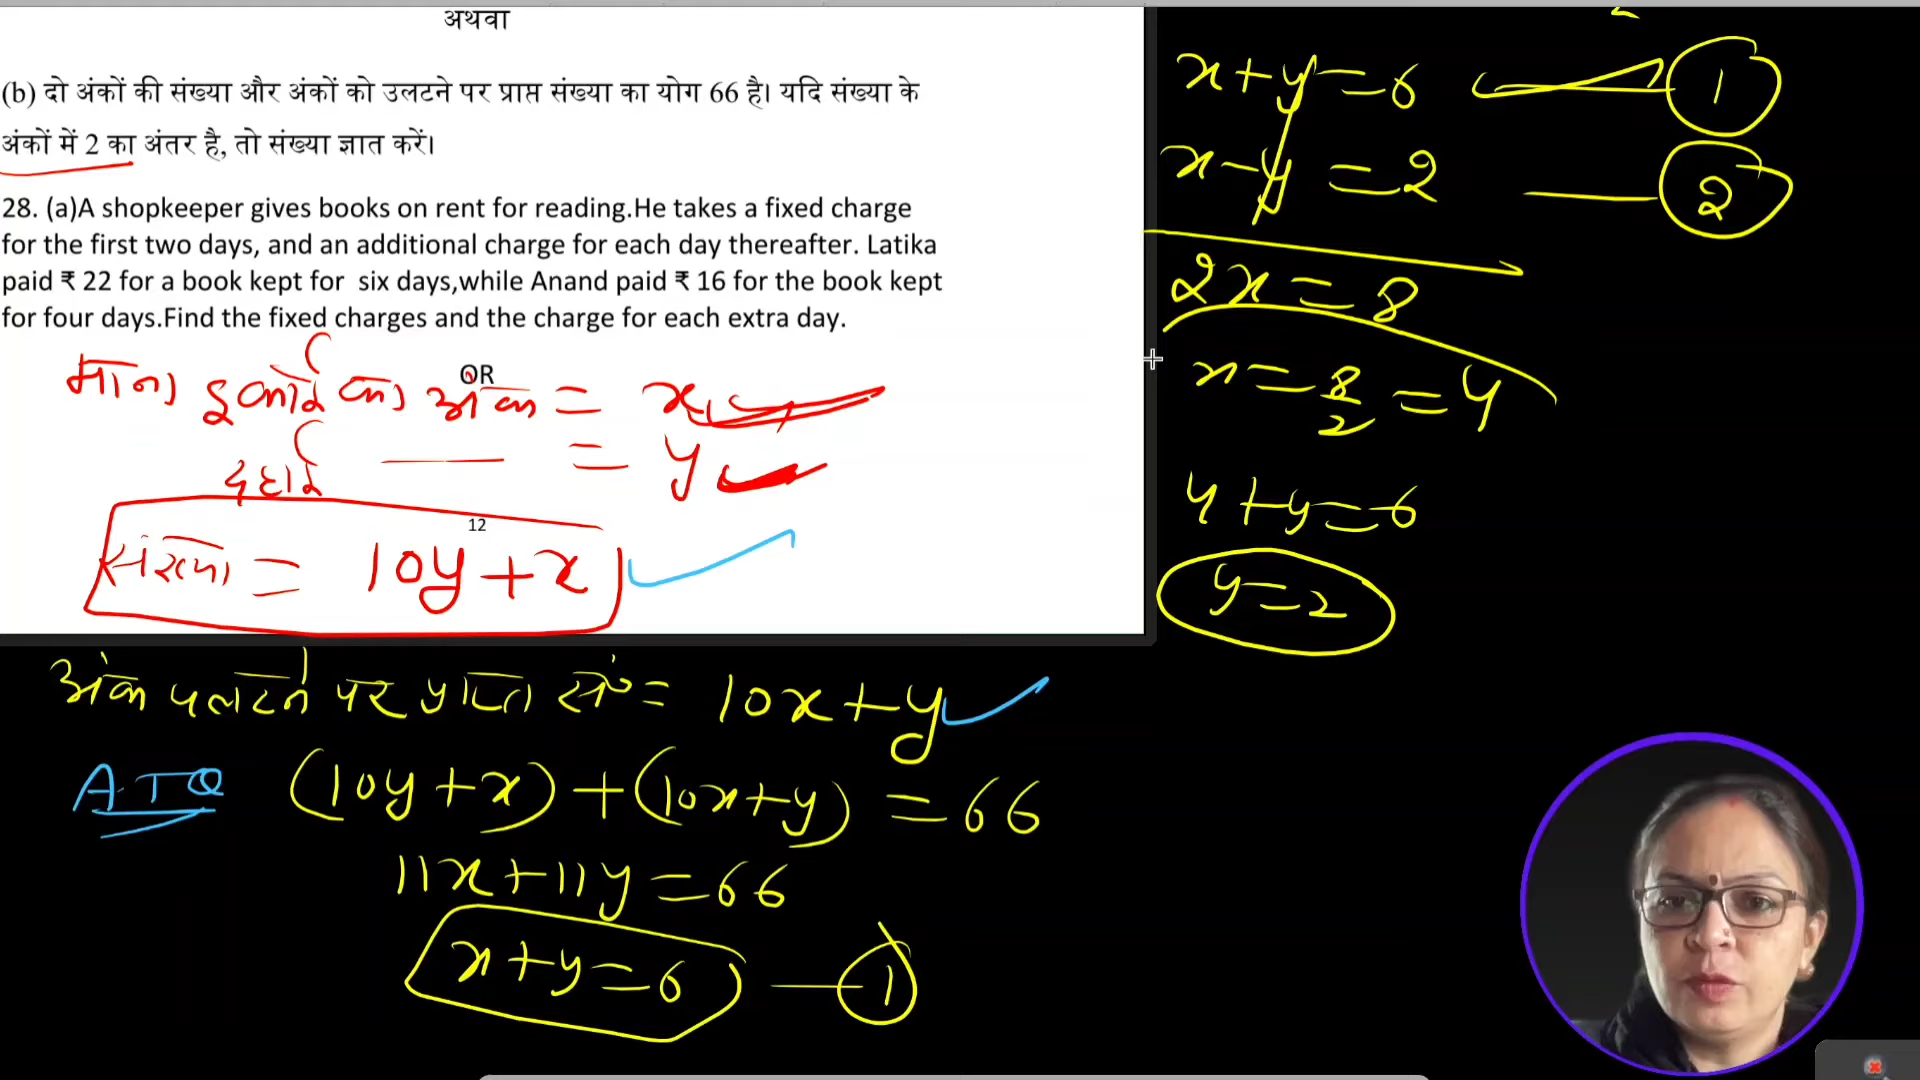 अथवा
(b) दो अंकों की संख्या और अंकों को उलटने पर प्राप्त संख्या का योग 66 है। यदि संख्या के
अंकों में 2 का अंतर है, तो संख्या ज्ञात करें।
28. (a)A shopkeeper gives books on rent for reading.He takes a fixed charge
for the first two days, and an additional charge for each day thereafter. Latika
paid ₹ 22 for a book kept for six days,while Anand paid ₹ 16 for the book kept
for four days.Find the fixed charges and the charge for each extra day.
OR
माना इकाई का अंक = x
दहाई —— = y
12
संख्या = 10y + x
अंक पलटने पर प्राप्त सं० = 10x + y
ATQ (10y + x) + (10x + y) = 66
11x + 11y = 66
x + y = 6 — 1
x + y = 6 — 1
x - y = 2 — 2
2x = 8
x = 8/2 = 4
4 + y = 6
y = 2